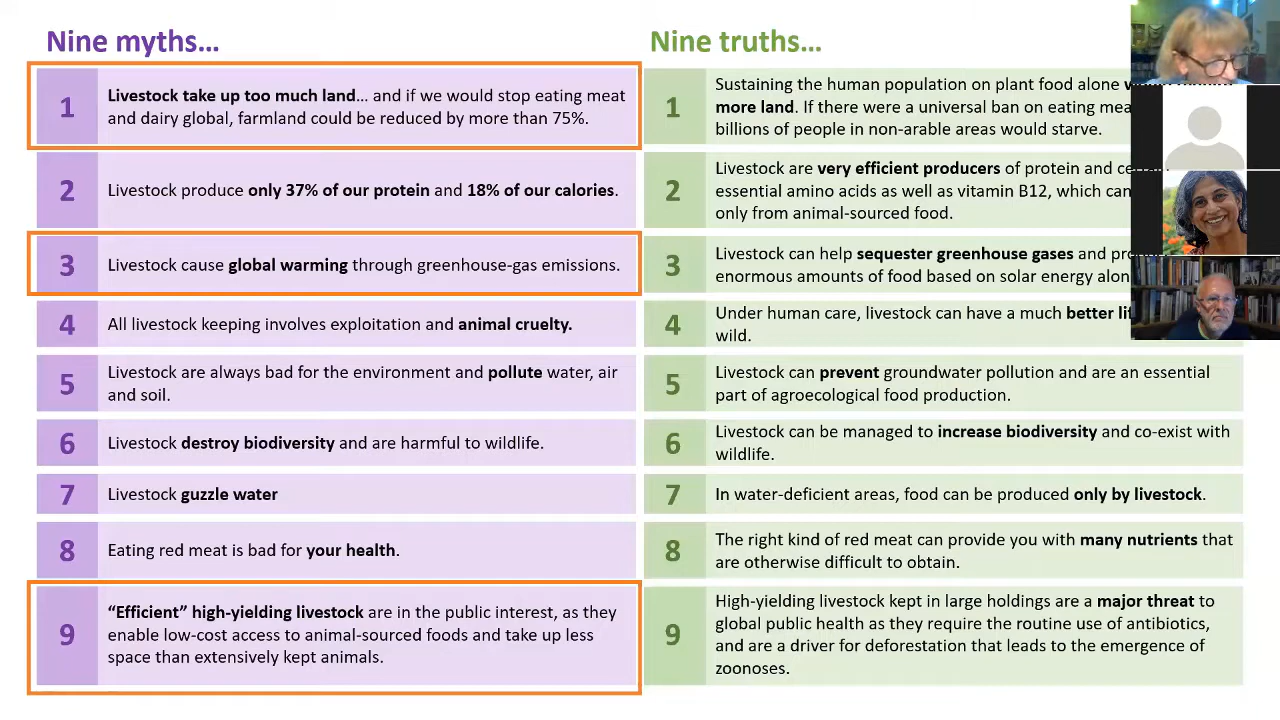 Nine myths...
1
Livestock take up too much land... and if we would stop eating meat
and dairy global, farmland could be reduced by more than 75%.
2
Livestock produce only 37% of our protein and 18% of our calories.
3
Livestock cause global warming through greenhouse-gas emissions.
4
All livestock keeping involves exploitation and animal cruelty.
5
Livestock are always bad for the environment and pollute water, air
and soil.
6
Livestock destroy biodiversity and are harmful to wildlife.
7
Livestock guzzle water
8
Eating red meat is bad for your health.
9
“Efficient” high-yielding livestock are in the public interest, as they
enable low-cost access to animal-sourced foods and take up less
space than extensively kept animals.
Nine truths...
1
Sustaining the human population on plant food alone
more land. If there were a universal ban on eating
billions of people in non-arable areas would starve.
2
Livestock are very efficient producers of protein and
essential amino acids as well as vitamin B12, which
only from animal-sourced food.
3
Livestock can help sequester greenhouse gases and
enormous amounts of food based on solar energy
4
Under human care, livestock can have a much better
wild.
5
Livestock can prevent groundwater pollution and are an essential
part of agroecological food production.
6
Livestock can be managed to increase biodiversity and co-exist with
wildlife.
7
In water-deficient areas, food can be produced only by livestock.
8
The right kind of red meat can provide you with many nutrients that
are otherwise difficult to obtain.
9
High-yielding livestock kept in large holdings are a major threat to
global public health as they require the routine use of antibiotics,
and are a driver for deforestation that leads to the emergence of
zoonoses.